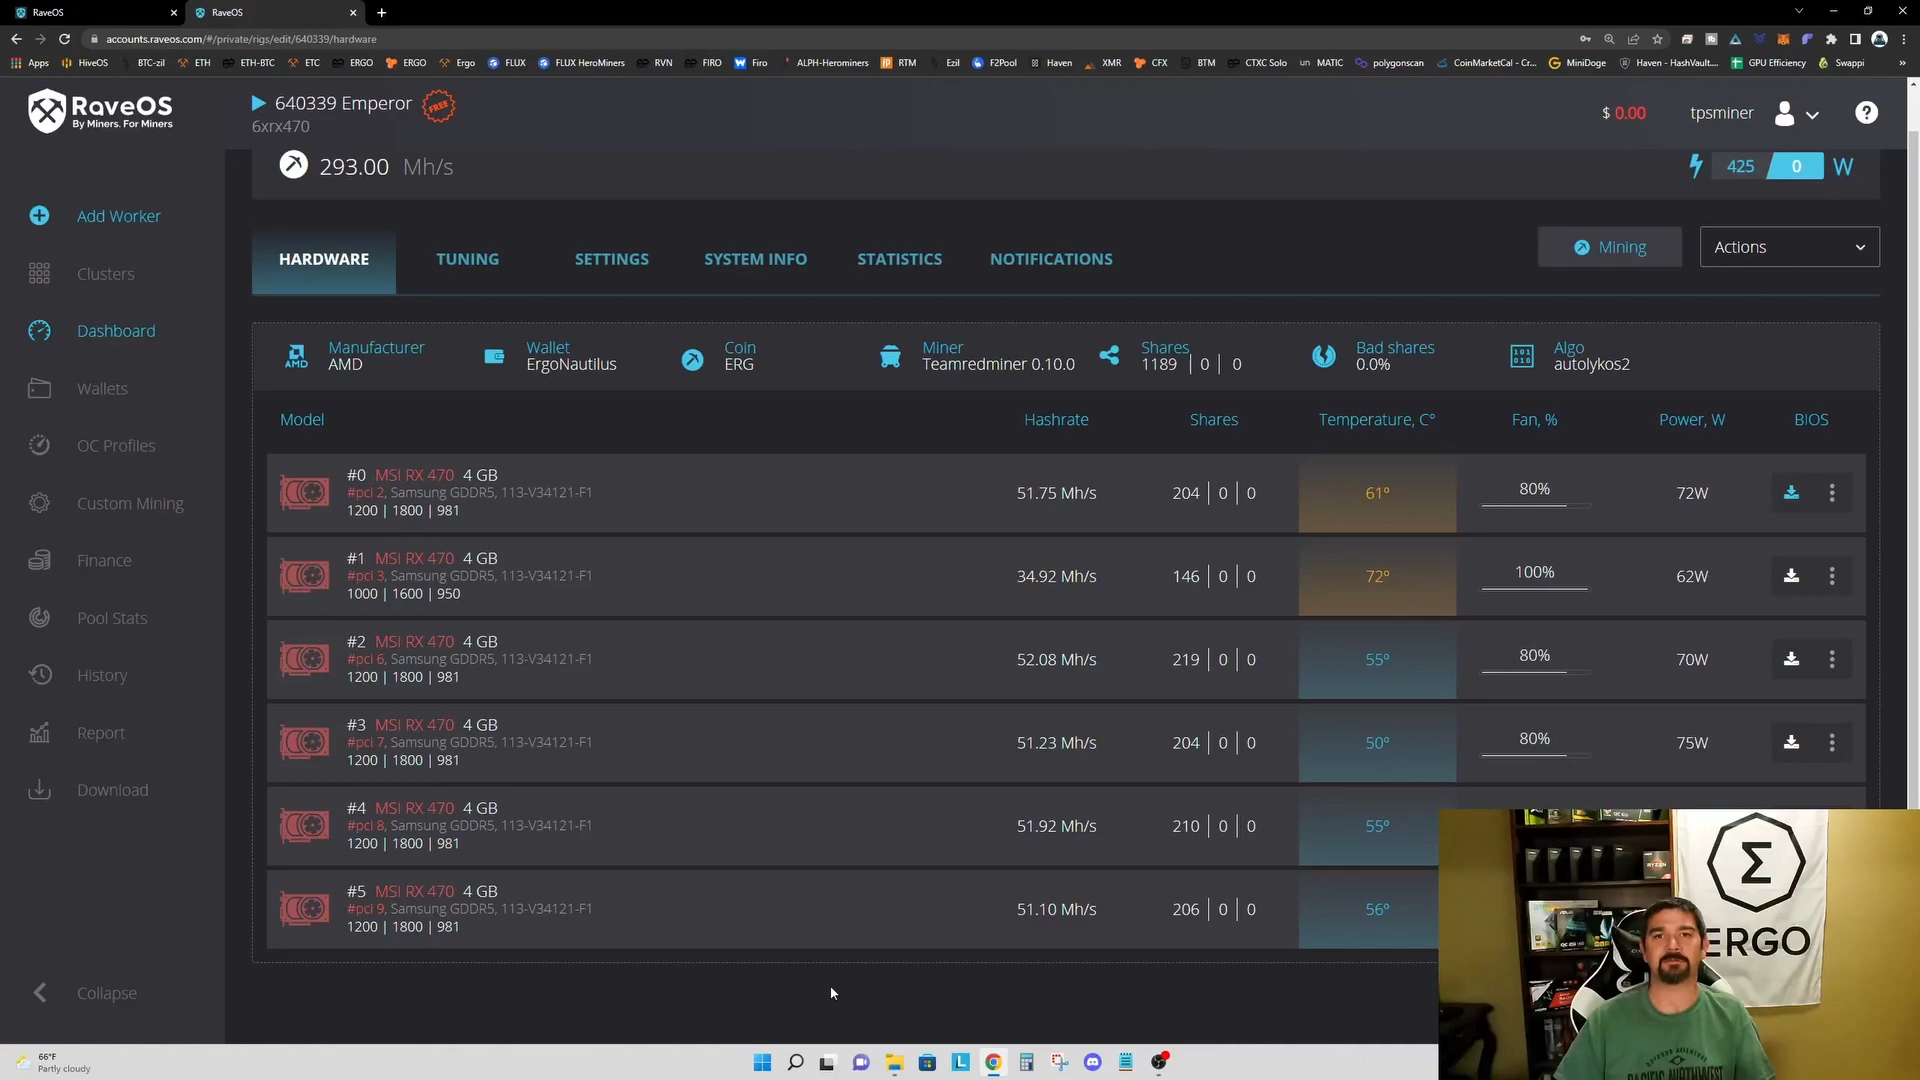 RaveOS
RaveOS
accounts.raveos.com/#/private/rigs/edit/640339/hardware
Apps HiveOS BTC-zil ETH ETH-BTC ETC ERGO ERGO Ergo FLUX FLUX HeroMiners RVN FIRO Firo ALPH-Herominers RTM Ezil F2Pool Haven XMR CFX BTM CTXC Solo un MATIC polygonscan CoinMarketCal - Cr... MiniDoge Haven - HashVault.... GPU Efficiency Swappi »
RaveOS
By Miners. For Miners
640339 Emperor FREE
6xrx470
$ 0.00 tpsminer ?
293.00 Mh/s
425 0 W
Add Worker
Clusters
Dashboard
Wallets
OC Profiles
Custom Mining
Finance
Pool Stats
History
Report
Download
Collapse
HARDWARE TUNING SETTINGS SYSTEM INFO STATISTICS NOTIFICATIONS
Mining Actions
AMD Manufacturer Wallet Coin Miner Shares Bad shares 101 010 Algo
AMD ErgoNautilus ERG Teamredminer 0.10.0 1189 | 0 | 0 0.0% autolykos2
Model Hashrate Shares Temperature, C° Fan, % Power, W BIOS
#0 MSI RX 470 4 GB
#pci 2, Samsung GDDR5, 113-V34121-F1
1200 | 1800 | 981
51.75 Mh/s 204 | 0 | 0 61° 80% 72W
#1 MSI RX 470 4 GB
#pci 3, Samsung GDDR5, 113-V34121-F1
1000 | 1600 | 950
34.92 Mh/s 146 | 0 | 0 72° 100% 62W
#2 MSI RX 470 4 GB
#pci 6, Samsung GDDR5, 113-V34121-F1
1200 | 1800 | 981
52.08 Mh/s 219 | 0 | 0 55° 80% 70W
#3 MSI RX 470 4 GB
#pci 7, Samsung GDDR5, 113-V34121-F1
1200 | 1800 | 981
51.23 Mh/s 204 | 0 | 0 50° 80% 75W
#4 MSI RX 470 4 GB
#pci 8, Samsung GDDR5, 113-V34121-F1
1200 | 1800 | 981
51.92 Mh/s 210 | 0 | 0 55°
#5 MSI RX 470 4 GB
#pci 9, Samsung GDDR5, 113-V34121-F1
1200 | 1800 | 981
51.10 Mh/s 206 | 0 | 0 56°
Σ
ERGO
RYZEN
PACIFIC NORTHWEST
66°F
Partly cloudy
L